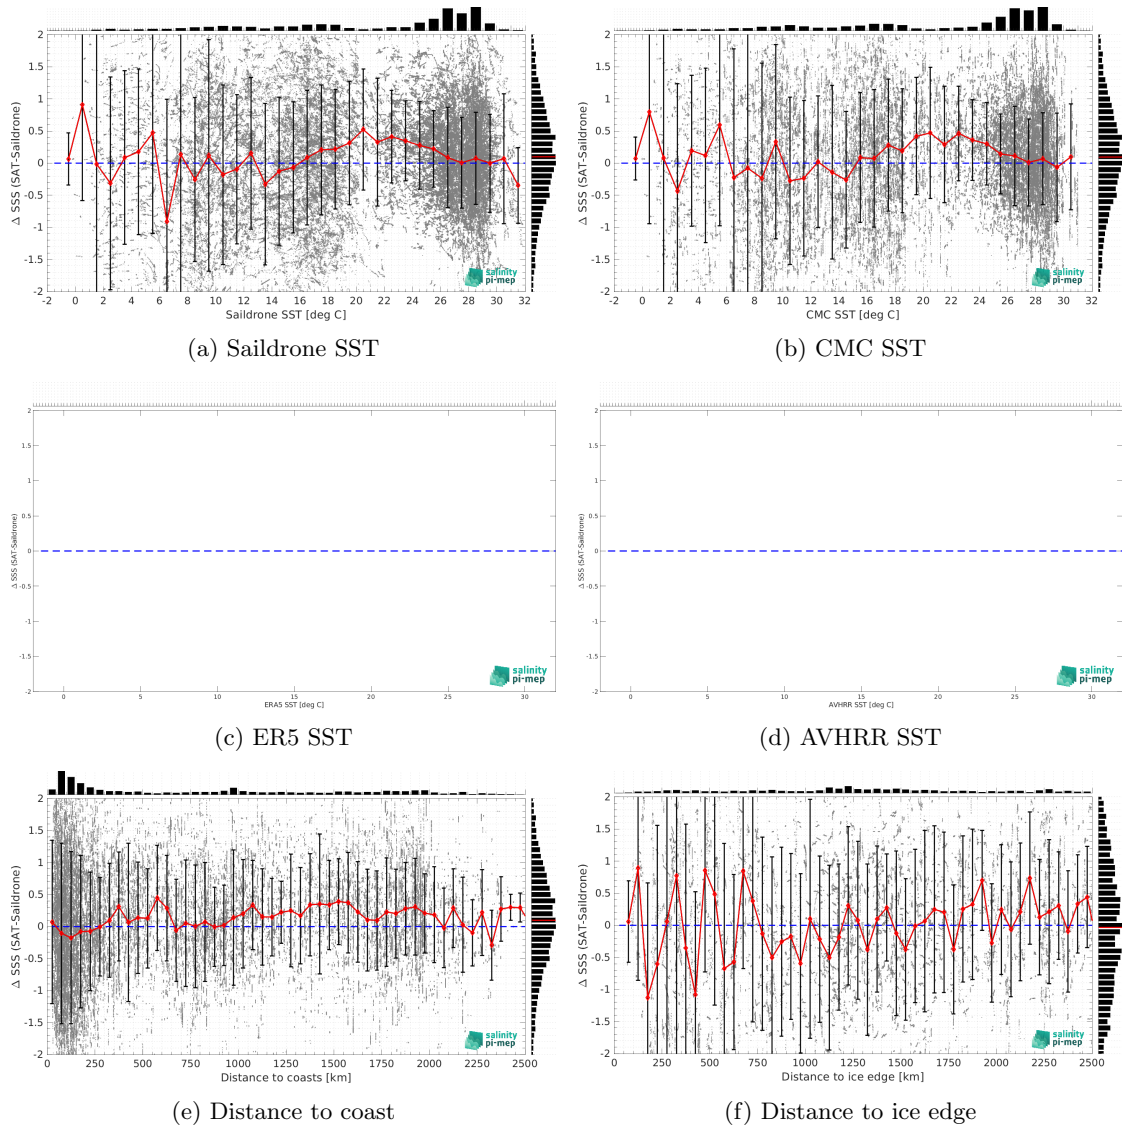 2
1.5
1
0.5
0
-0.5
-1
-1.5
-2
Δ SSS (SAT-Saildrone)
-2 0 2 4 6 8 10 12 14 16 18 20 22 24 26 28 30 32
Saildrone SST [deg C]
salinity
pi-mep
(a) Saildrone SST
2
1.5
1
0.5
0
-0.5
-1
-1.5
-2
Δ SSS (SAT-Saildrone)
-2 0 2 4 6 8 10 12 14 16 18 20 22 24 26 28 30 32
CMC SST [deg C]
salinity
pi-mep
(b) CMC SST
2
1.5
1
0.5
0
-0.5
-1
-1.5
-2
Δ SSS (SAT-Saildrone)
0 5 10 15 20 25 30
ERA5 SST [deg C]
salinity
pi-mep
(c) ER5 SST
2
1.5
1
0.5
0
-0.5
-1
-1.5
-2
Δ SSS (SAT-Saildrone)
0 5 10 15 20 25 30
AVHRR SST [deg C]
salinity
pi-mep
(d) AVHRR SST
2
1.5
1
0.5
0
-0.5
-1
-1.5
-2
Δ SSS (SAT-Saildrone)
0 250 500 750 1000 1250 1500 1750 2000 2250 2500
Distance to coasts [km]
salinity
pi-mep
(e) Distance to coast
2
1.5
1
0.5
0
-0.5
-1
-1.5
-2
Δ SSS (SAT-Saildrone)
0 250 500 750 1000 1250 1500 1750 2000 2250 2500
Distance to ice edge [km]
salinity
pi-mep
(f) Distance to ice edge